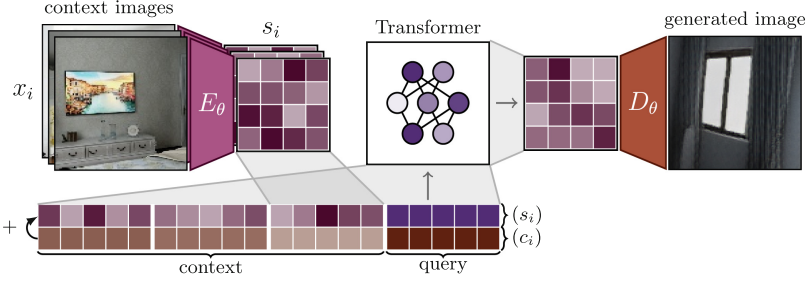 context images
s_i
Transformer
generated image
x_i
E_θ
D_θ
+
(s_i)
(c_i)
context
query